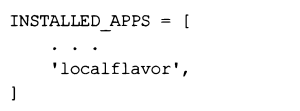 INSTALLED_APPS = [
    . . .
    'localflavor',
]